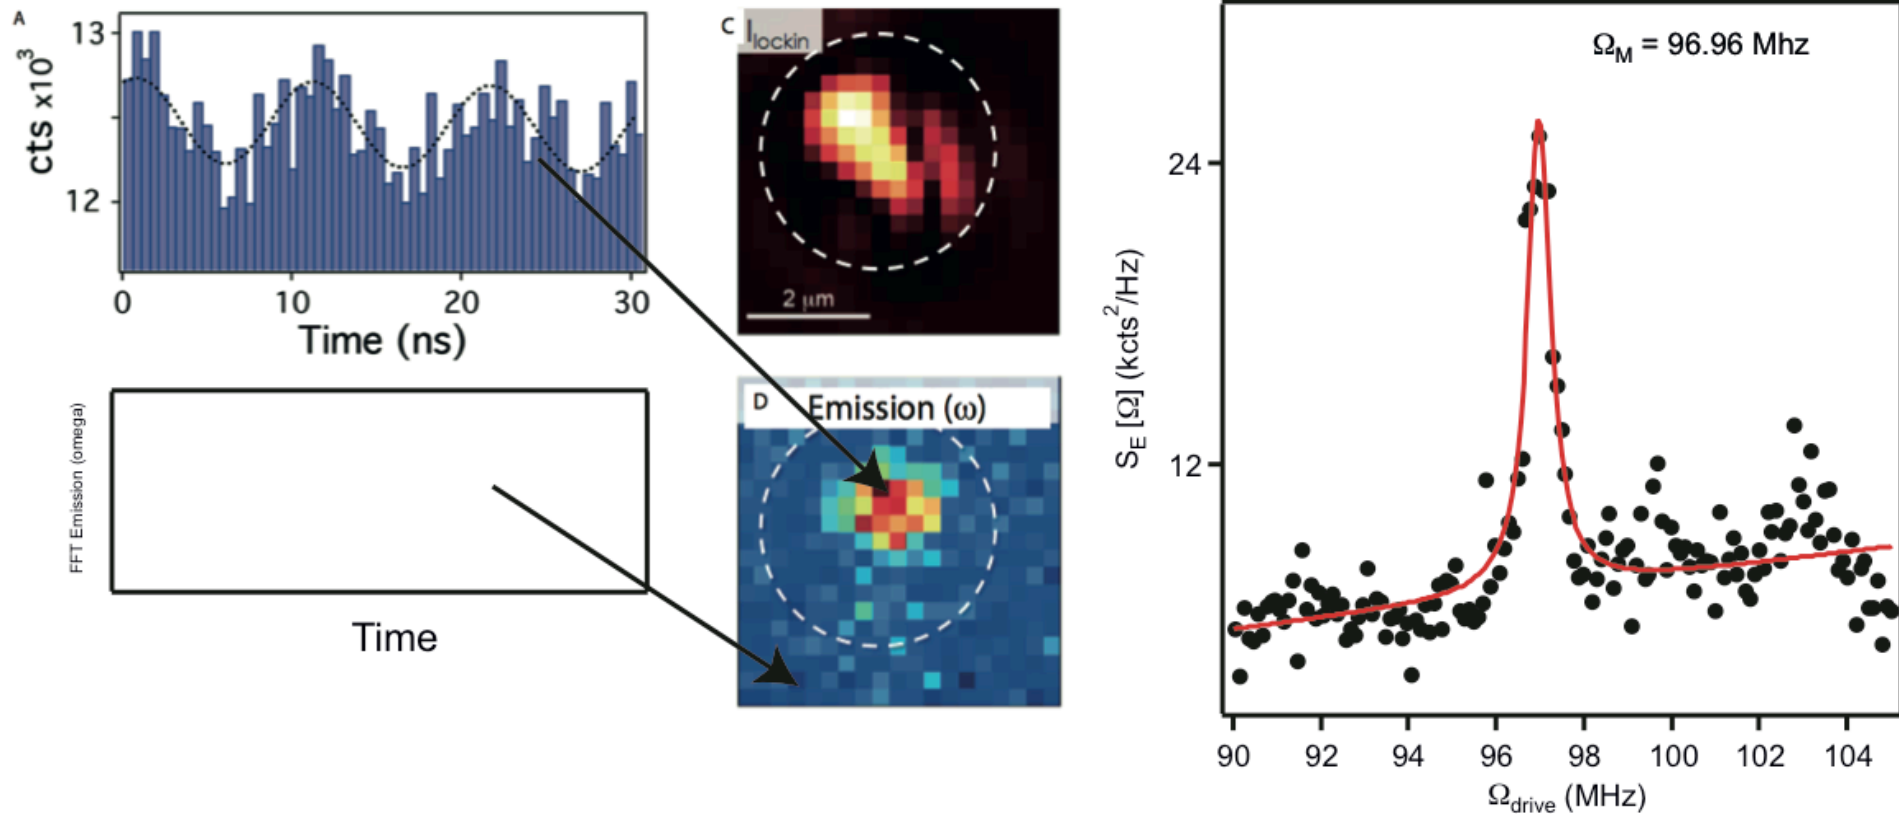 A
cts x10³
13
12
0 10 20 30
Time (ns)
FFT Emission (omega)
Time
C
I_lockin
2 μm
D
Emission (ω)
Ω_M = 96.96 Mhz
S_E [Ω] (kcts²/Hz)
24
12
90 92 94 96 98 100 102 104
Ω_drive (MHz)